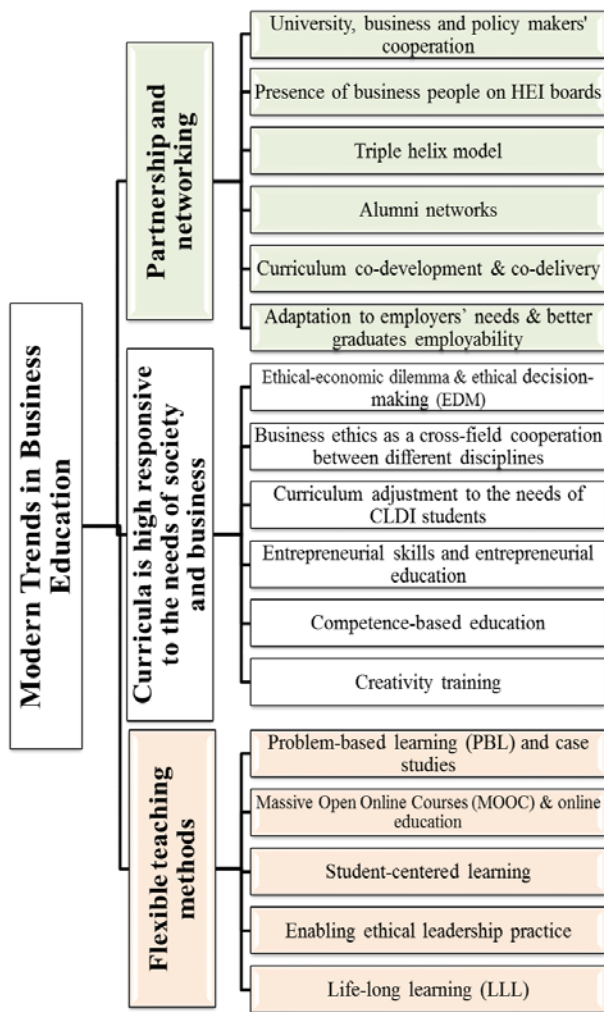 Modern Trends in Business
Education
Partnership and
networking
University, business and policy makers'
cooperation
Presence of business people on HEI boards
Triple helix model
Alumni networks
Curriculum co-development & co-delivery
Adaptation to employers' needs & better
graduates employability
Curricula is high responsive
to the needs of society
and business
Ethical-economic dilemma & ethical decision-
making (EDM)
Business ethics as a cross-field cooperation
between different disciplines
Curriculum adjustment to the needs of
CLDI students
Entrepreneurial skills and entrepreneurial
education
Competence-based education
Creativity training
Flexible teaching
methods
Problem-based learning (PBL) and case
studies
Massive Open Online Courses (MOOC) & online
education
Student-centered learning
Enabling ethical leadership practice
Life-long learning (LLL)